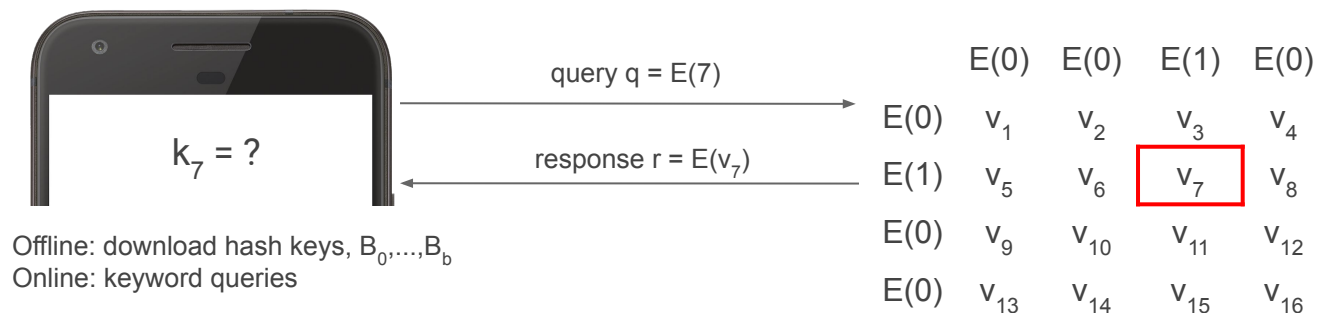 k₇ = ?
query q = E(7)
response r = E(v₇)
Offline: download hash keys, B₀,...,B_b
Online: keyword queries
E(0) E(0) E(1) E(0)
E(0) v₁ v₂ v₃ v₄
E(1) v₅ v₆ v₇ v₈
E(0) v₉ v₁₀ v₁₁ v₁₂
E(0) v₁₃ v₁₄ v₁₅ v₁₆